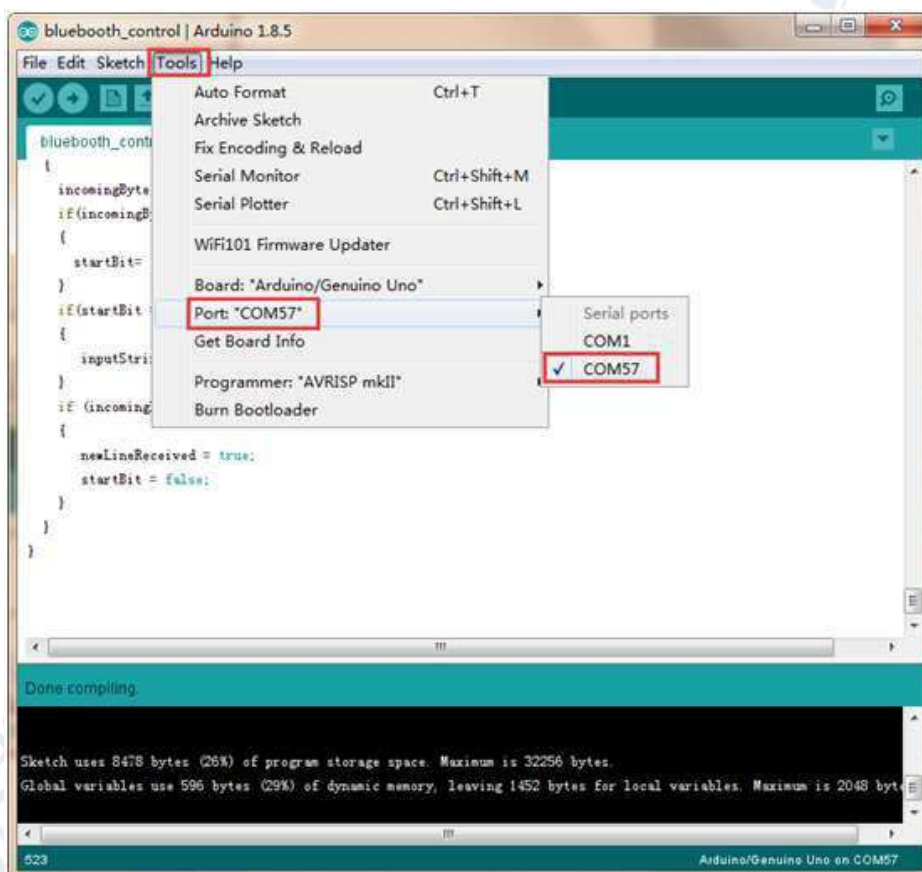 bluebooth_control | Arduino 1.8.5
File Edit Sketch Tools Help
Auto Format Ctrl+T
Archive Sketch
Fix Encoding & Reload
Serial Monitor Ctrl+Shift+M
Serial Plotter Ctrl+Shift+L
WiFi101 Firmware Updater
Board: "Arduino/Genuino Uno"
Port: "COM57"
Get Board Info
Programmer: "AVRISP mkII"
Burn Bootloader
Serial ports
COM1
✓ COM57
bluebooth_contr
{
incomingByte
if(incomingB
{
startBit=
}
if(startBit
{
inputStri
}
if (incoming
{
newLineReceived = true;
startBit = false;
}
}
}
Done compiling.
Sketch uses 8478 bytes (26%) of program storage space. Maximum is 32256 bytes.
Global variables use 596 bytes (29%) of dynamic memory, leaving 1452 bytes for local variables. Maximum is 2048 byte
523
Arduino/Genuino Uno on COM57